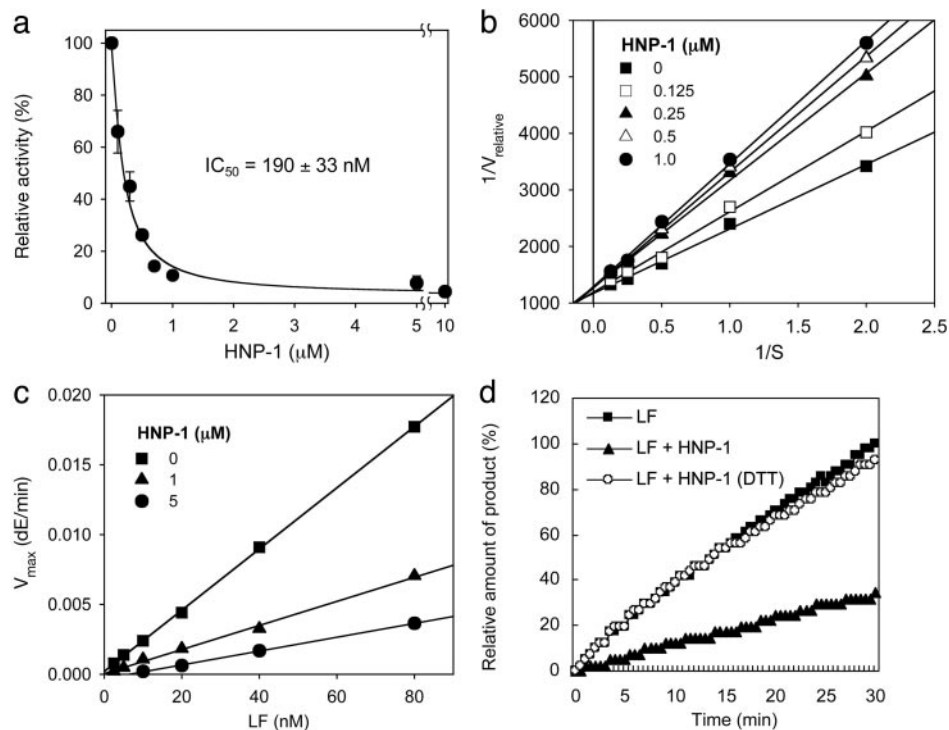 a
100
80
60
40
20
0
Relative activity (%)
IC50 = 190 ± 33 nM
0 1 2 3 4 5 10
HNP-1 (μM)
b
6000
5000
4000
3000
2000
1000
1/Vrelative
HNP-1 (μM)
0
0.125
0.25
0.5
1.0
0.0 0.5 1.0 1.5 2.0 2.5
1/S
c
0.020
0.015
0.010
0.005
0.000
Vmax (dE/min)
HNP-1 (μM)
0
1
5
0 20 40 60 80
LF (nM)
d
120
100
80
60
40
20
0
Relative amount of product (%)
LF
LF + HNP-1
LF + HNP-1 (DTT)
0 5 10 15 20 25 30
Time (min)